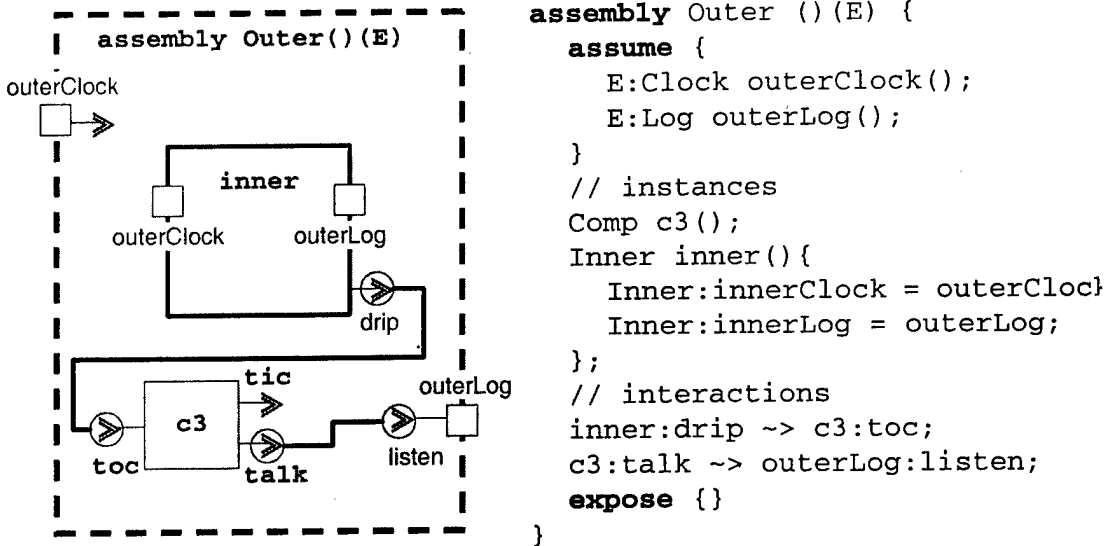 assembly Outer()(E)
outerClock
inner
outerClock
outerLog
drip
tic
outerLog
c3
toc
talk
listen
assembly Outer ()(E) {
assume {
E:Clock outerClock();
E:Log outerLog();
}
// instances
Comp c3();
Inner inner(){
Inner:innerClock = outerClock
Inner:innerLog = outerLog;
};
// interactions
inner:drip ~> c3:toc;
c3:talk ~> outerLog:listen;
expose {}
}